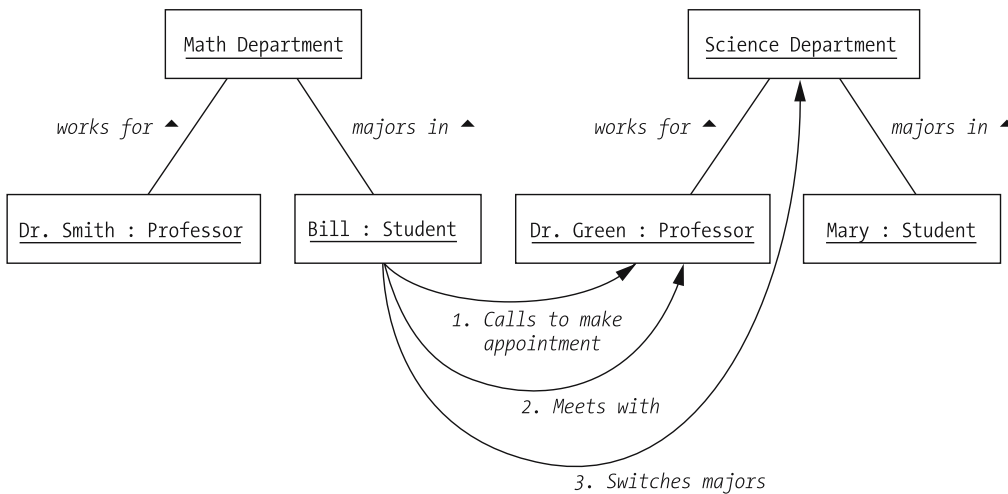 Math Department
Science Department
works for ▲
majors in ▲
works for ▲
majors in ▲
Dr. Smith : Professor
Bill : Student
Dr. Green : Professor
Mary : Student
1. Calls to make
appointment
2. Meets with
3. Switches majors